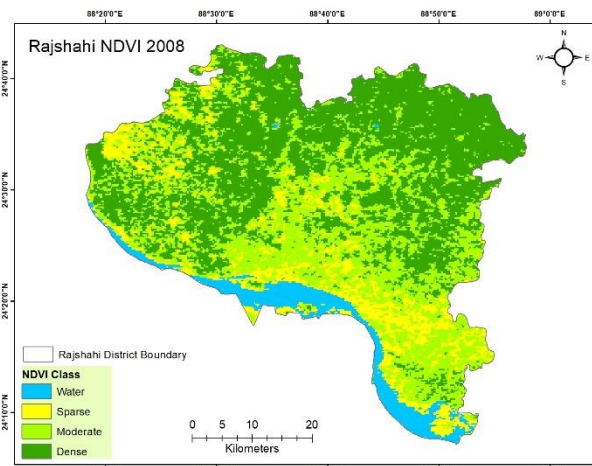 88°20'0"E 88°30'0"E 88°40'0"E 88°50'0"E 89°0'0"E
Rajshahi NDVI 2008
N
W E
S
24°40'0"N
24°30'0"N
24°20'0"N
24°10'0"N
Rajshahi District Boundary
NDVI Class
Water
Sparse
Moderate
Dense
0 5 10 20
Kilometers